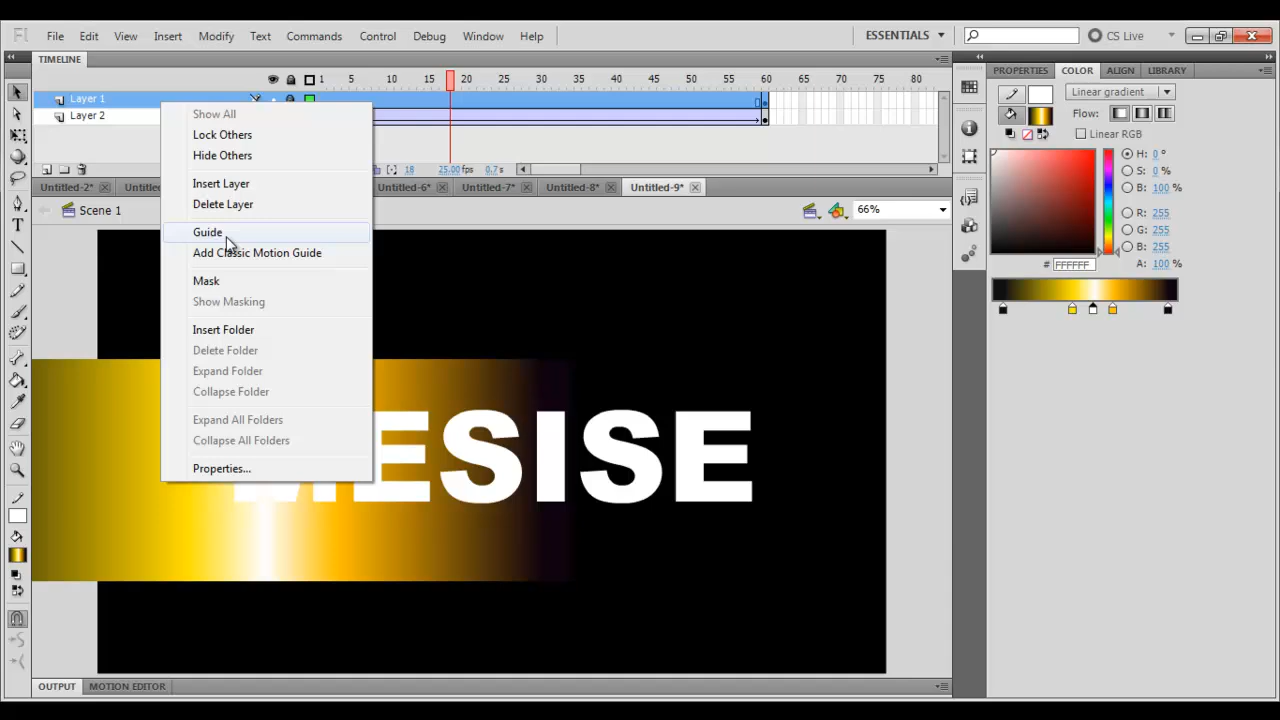 Fl File Edit View Insert Modify Text Commands Control Debug Window Help ESSENTIALS CS Live
TIMELINE
1 5 10 15 20 25 30 35 40 45 50 55 60 65 70 75 80
Layer 1
Layer 2
18 25.00 fps 0.7s
Untitled-2* Untitled Untitled-6* Untitled-7* Untitled-8* Untitled-9*
Scene 1 66%
Show All
Lock Others
Hide Others
Insert Layer
Delete Layer
Guide
Add Classic Motion Guide
Mask
Show Masking
Insert Folder
Delete Folder
Expand Folder
Collapse Folder
Expand All Folders
Collapse All Folders
Properties...
ESISE
PROPERTIES COLOR ALIGN LIBRARY
Linear gradient
Flow:
Linear RGB
H: 0 °
S: 0 %
B: 100 %
R: 255
G: 255
B: 255
# FFFFFF A: 100 %
OUTPUT MOTION EDITOR